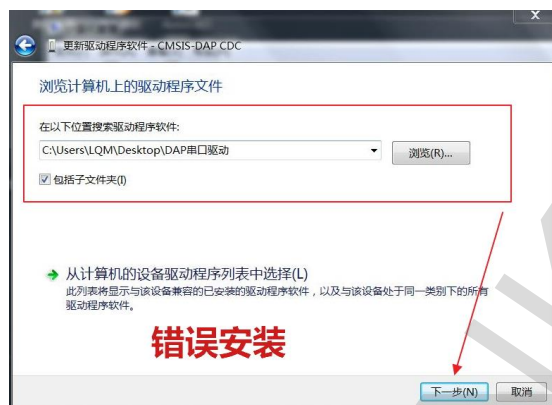 更新驱动程序软件 - CMSIS-DAP CDC
浏览计算机上的驱动程序文件
在以下位置搜索驱动程序软件:
C:\Users\LQM\Desktop\DAP串口驱动
浏览(R)...
包括子文件夹(I)
从计算机的设备驱动程序列表中选择(L)
此列表将显示与该设备兼容的已安装的驱动程序软件，以及与该设备处于同一类别下的所有
驱动程序软件。
错误安装
下一步(N)
取消